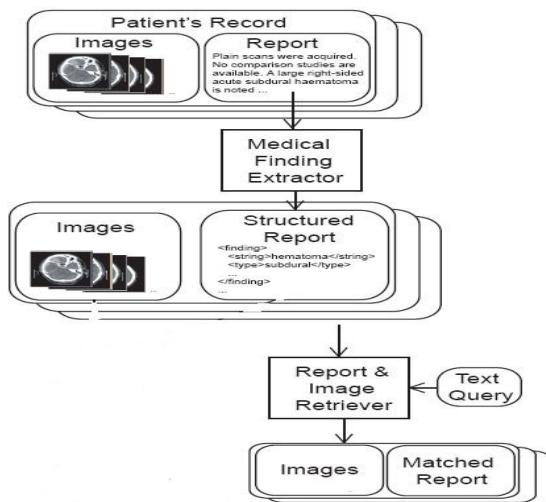 Patient's Record
Images
Report
Plain scans were acquired.
No comparison studies are
available. A large right-sided
acute subdural haematoma
is noted ...
...
Medical
Finding
Extractor
Images
Structured
Report
<finding>
<string>hematoma</string>
<type>subdural</type>
...
</finding>
...
...
Report &
Image
Retriever
Text
Query
Images
Matched
Report